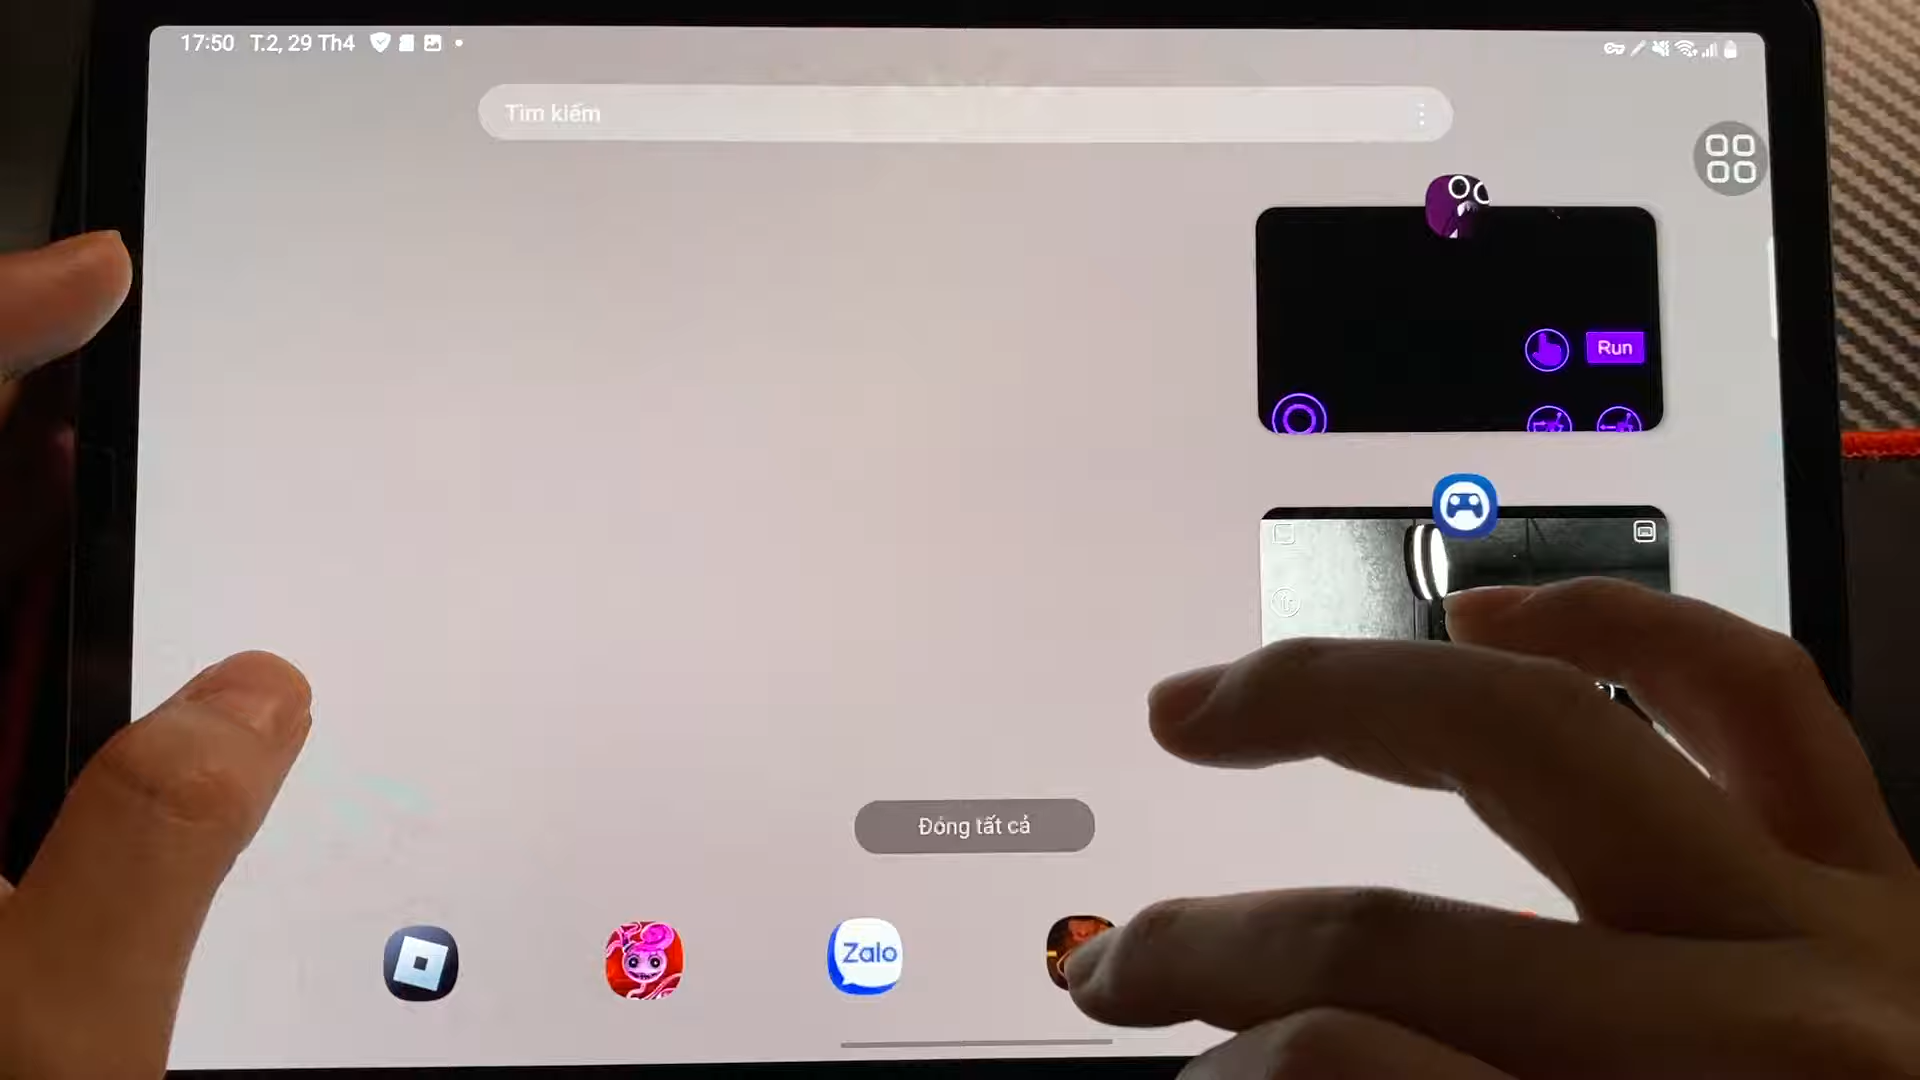 17:50 T.2, 29 Th4
Tìm kiếm
Run
Đóng tất cả
Zalo